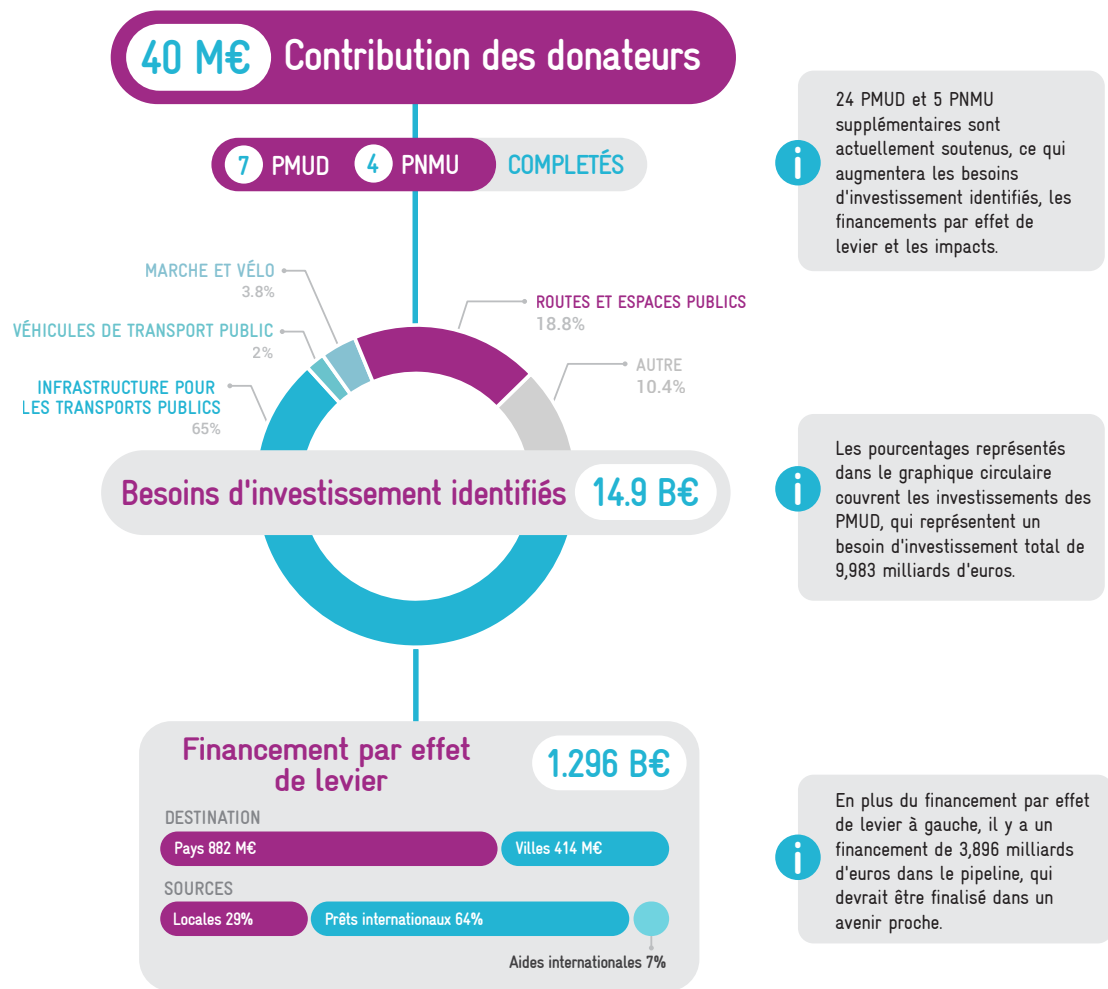 40 M€ Contribution des donateurs
7 PMUD 4 PNMU COMPLETÉS
24 PMUD et 5 PNMU
supplémentaires sont
actuellement soutenus, ce qui
augmentera les besoins
d'investissement identifiés, les
financements par effet de
levier et les impacts.
MARCHE ET VÉLO
3.8%
VÉHICULES DE TRANSPORT PUBLIC
2%
INFRASTRUCTURE POUR
LES TRANSPORTS PUBLICS
65%
ROUTES ET ESPACES PUBLICS
18.8%
AUTRE
10.4%
Besoins d'investissement identifiés 14.9 B€
Les pourcentages représentés
dans le graphique circulaire
couvrent les investissements des
PMUD, qui représentent un
besoin d'investissement total de
9,983 milliards d'euros.
Financement par effet
de levier
1.296 B€
DESTINATION
Pays 882 M€ Villes 414 M€
SOURCES
Locales 29% Prêts internationaux 64%
Aides internationales 7%
En plus du financement par effet
de levier à gauche, il y a un
financement de 3,896 milliards
d'euros dans le pipeline, qui
devrait être finalisé dans un
avenir proche.